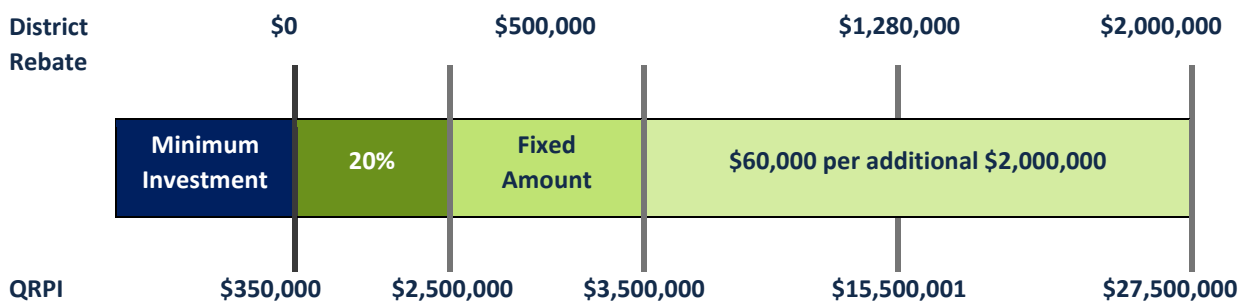 District $0 $500,000 $1,280,000 $2,000,000
Rebate
Minimum Fixed
20% $60,000 per additional $2,000,000
Investment Amount
QRPI $350,000 $2,500,000 $3,500,000 $15,500,001 $27,500,000